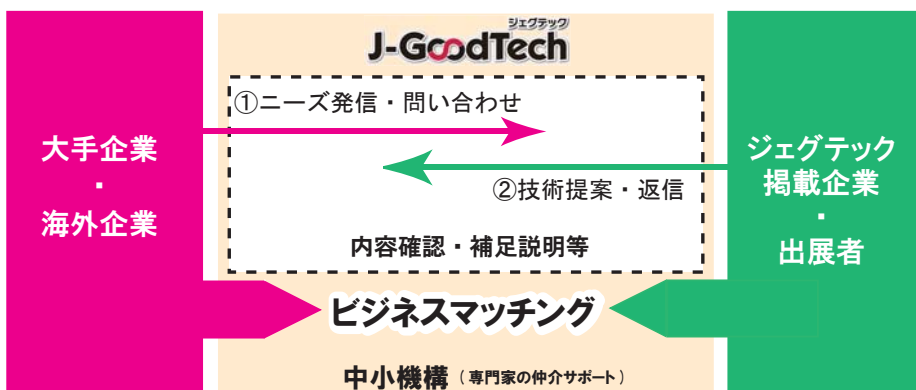 ジェグテック
J-GoodTech
①ニーズ発信・問い合わせ
大手企業
・
海外企業
②技術提案・返信
内容確認・補足説明等
ジェグテック
掲載企業
・
出展者
ビジネスマッチング
中小機構（専門家の仲介サポート）